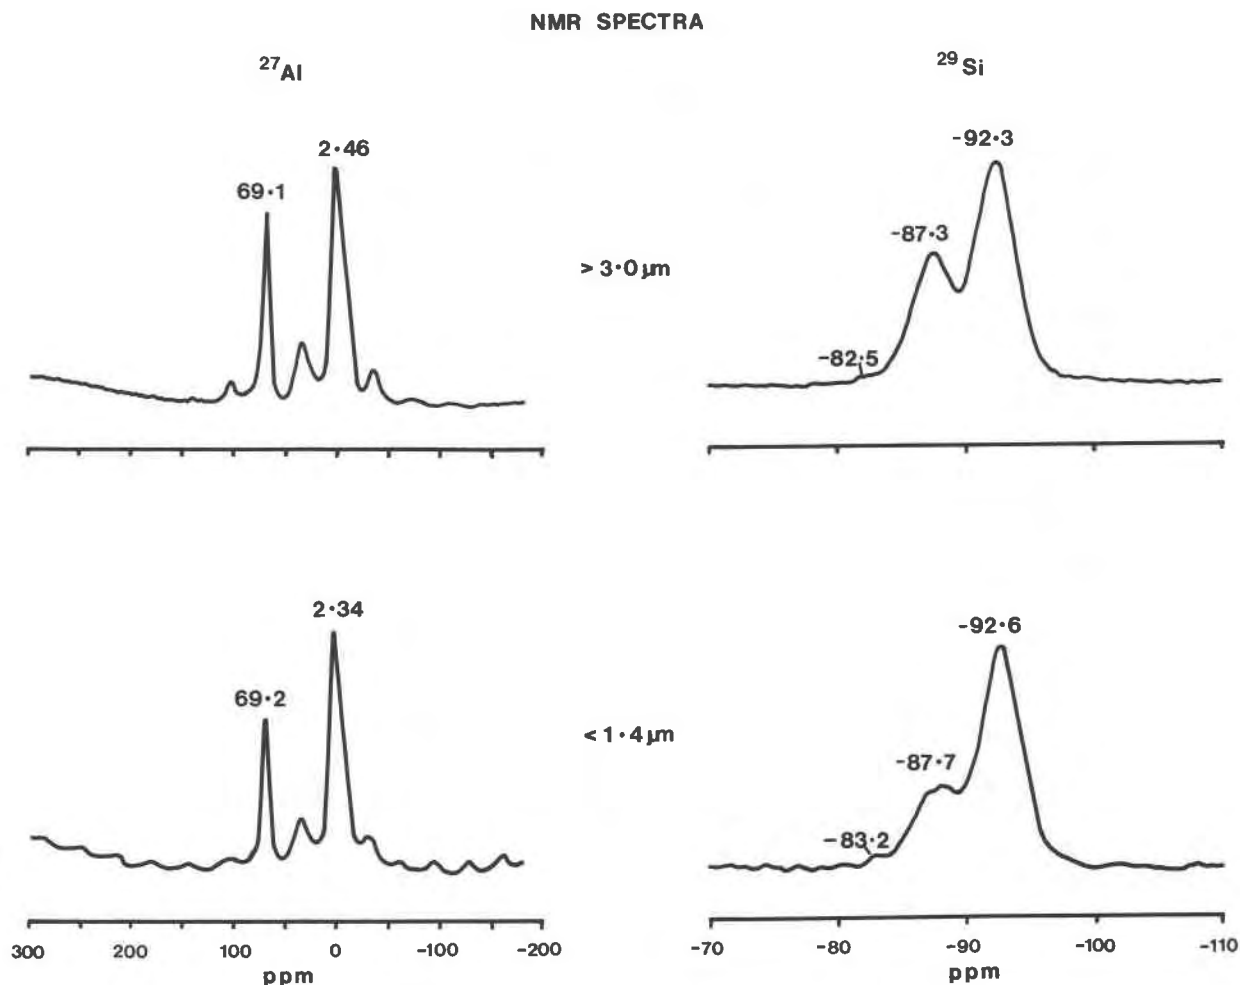 NMR SPECTRA
27Al
29Si
69·1
2·46
> 3·0 µm
-82·5
-87·3
-92·3
69·2
2·34
< 1·4 µm
-83·2
-87·7
-92·6
300 200 100 0 -100 -200
ppm
-70 -80 -90 -100 -110
ppm